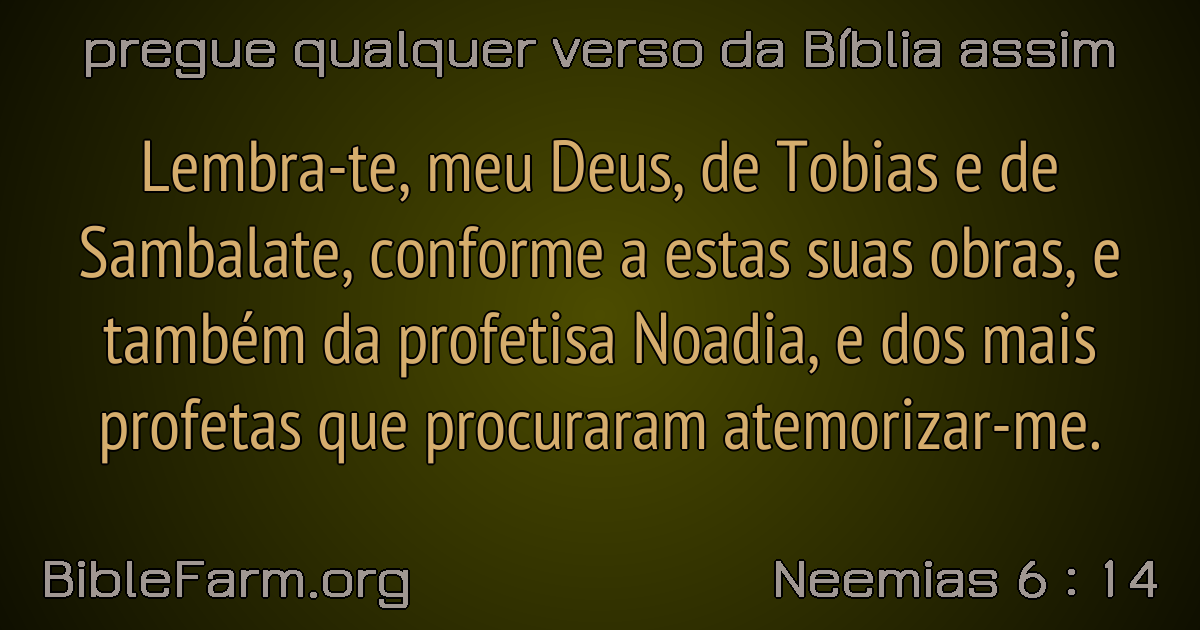 pregue qualquer verso da Bíblia assim
Lembra-te, meu Deus, de Tobias e de
Sambalate, conforme a estas suas obras, e
também da profetisa Noadia, e dos mais
profetas que procuraram atemorizar-me.
BibleFarm.org
Neemias 6 : 14